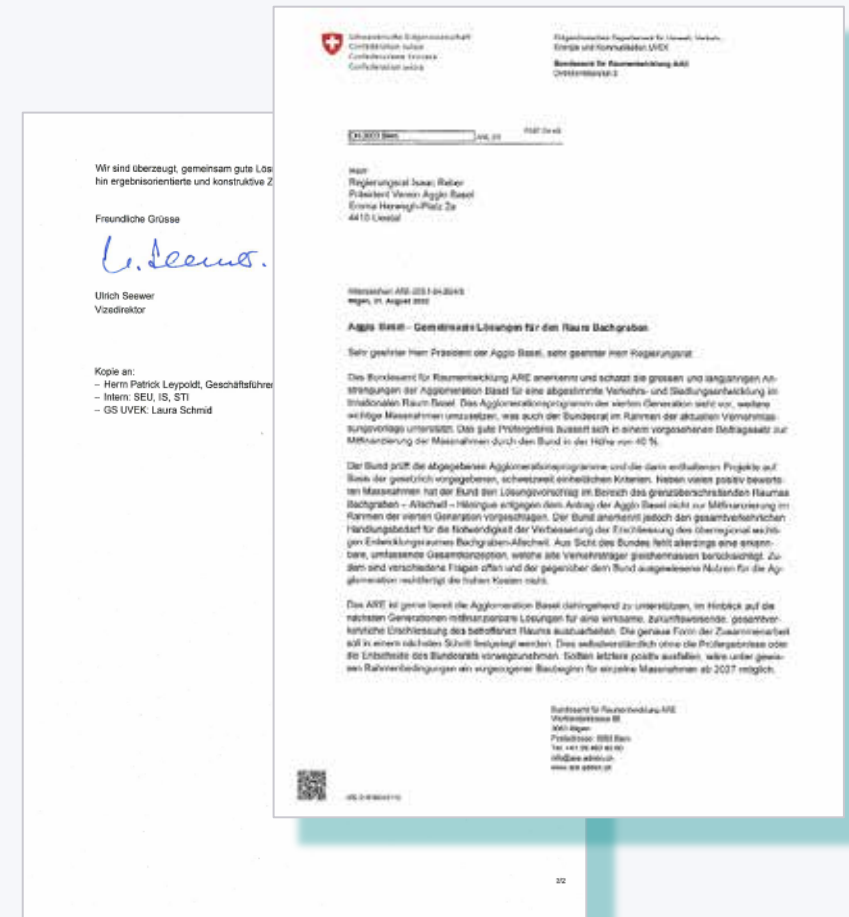 Schweizerische Eidgenossenschaft
Confédération suisse
Confederazione Svizzera
Confederaziun svizra
Eidgenössisches Departement für Umwelt, Verkehr,
Energie und Kommunikation UVEK
Bundesamt für Raumentwicklung ARE
CH-3003 Bern
ARE,
Herr
Regierungsrat Isaac Reber
Präsident Verein Agglo Basel
Emma Herwegh-Platz 2a
4410 Liestal
Ittigen, 31. August 2022
Agglo Basel – Gemeinsame Lösungen für den Raum Bachgraben
Sehr geehrter Herr Präsident der Agglo Basel, sehr geehrter Herr Regierungsrat
Das Bundesamt für Raumentwicklung ARE anerkennt und schätzt die grossen und langjährigen An-
strengungen der Agglomeration Basel für eine abgestimmte Verkehrs- und Siedlungsentwicklung im
trinationalen Raum Basel. Das Agglomerationsprogramm der vierten Generation sieht vor, weitere
wichtige Massnahmen umzusetzen, was auch der Bundesrat im Rahmen der aktuellen Vernehmlas-
sungsvorlage unterstützt. Das gute Prüfergebnis äussert sich in einem vorgesehenen Beitragssatz zur
Mitfinanzierung der Massnahmen durch den Bund in der Höhe von 40 %.
Der Bund prüft die abgegebenen Agglomerationsprogramme und die darin enthaltenen Projekte auf
Basis der gesetzlich vorgegebenen, schweizweit einheitlichen Kriterien. Neben vielen positiv bewerte-
ten Massnahmen hat der Bund den Lösungsvorschlag im Bereich des grenzüberschreitenden Raumes
Bachgraben – Allschwil – Hésingue entgegen dem Antrag der Agglo Basel nicht zur Mitfinanzierung im
Rahmen der vierten Generation vorgeschlagen. Der Bund anerkennt jedoch den gesamtverkehrlichen
Handlungsbedarf für die Notwendigkeit der Verbesserung der Erschliessung des überregional wichti-
gen Entwicklungsraumes Bachgraben-Allschwil. Aus Sicht des Bundes fehlt allerdings eine erkenn-
bare, umfassende Gesamtkonzeption, welche alle Verkehrsträger gleichermassen berücksichtigt. Zu-
dem sind verschiedene Fragen offen und der gegenüber dem Bund ausgewiesene Nutzen für die Ag-
glomeration rechtfertigt die hohen Kosten nicht.
Das ARE ist gerne bereit die Agglomeration Basel dahingehend zu unterstützen, im Hinblick auf die
nächsten Generationen mitfinanzierbare Lösungen für eine wirksame, zukunftsweisende, gesamtver-
kehrliche Erschliessung des betroffenen Raums auszuarbeiten. Die genaue Form der Zusammenarbeit
soll in einem nächsten Schritt festgelegt werden. Dies selbstverständlich ohne die Prüfergebnisse oder
die Entscheide des Bundesrats vorwegzunehmen. Sollten letztere positiv ausfallen, wäre unter gewis-
sen Rahmenbedingungen ein vorgezogener Baubeginn für einzelne Massnahmen ab 2027 möglich.
Bundesamt für Raumentwicklung ARE
3063 Ittigen
Postadresse: 3003 Bern
info@are.admin.ch
www.are.admin.ch
Wir sind überzeugt, gemeinsam gute Lös
hin ergebnisorientierte und konstruktive Z
Freundliche Grüsse
U. Seewer.
Ulrich Seewer
Vizedirektor
Kopie an:
– Herrn Patrick Leypoldt, Geschäftsführer
– Intern: SEU, IS, STI
– GS UVEK: Laura Schmid
2/2